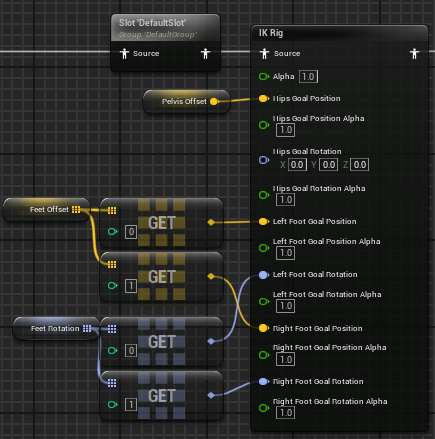 Slot 'DefaultSlot'
Group 'DefaultGroup'
Source
IK Rig
Source
Alpha 1.0
Pelvis Offset
Hips Goal Position
Hips Goal Position Alpha
1.0
Hips Goal Rotation
X 0.0 Y 0.0 Z 0.0
Hips Goal Rotation Alpha
1.0
Feet Offset
GET
0
Left Foot Goal Position
Left Foot Goal Position Alpha
1.0
GET
1
Left Foot Goal Rotation
Left Foot Goal Rotation Alpha
1.0
Feet Rotation
GET
0
Right Foot Goal Position
Right Foot Goal Position Alpha
1.0
GET
1
Right Foot Goal Rotation
Right Foot Goal Rotation Alpha
1.0